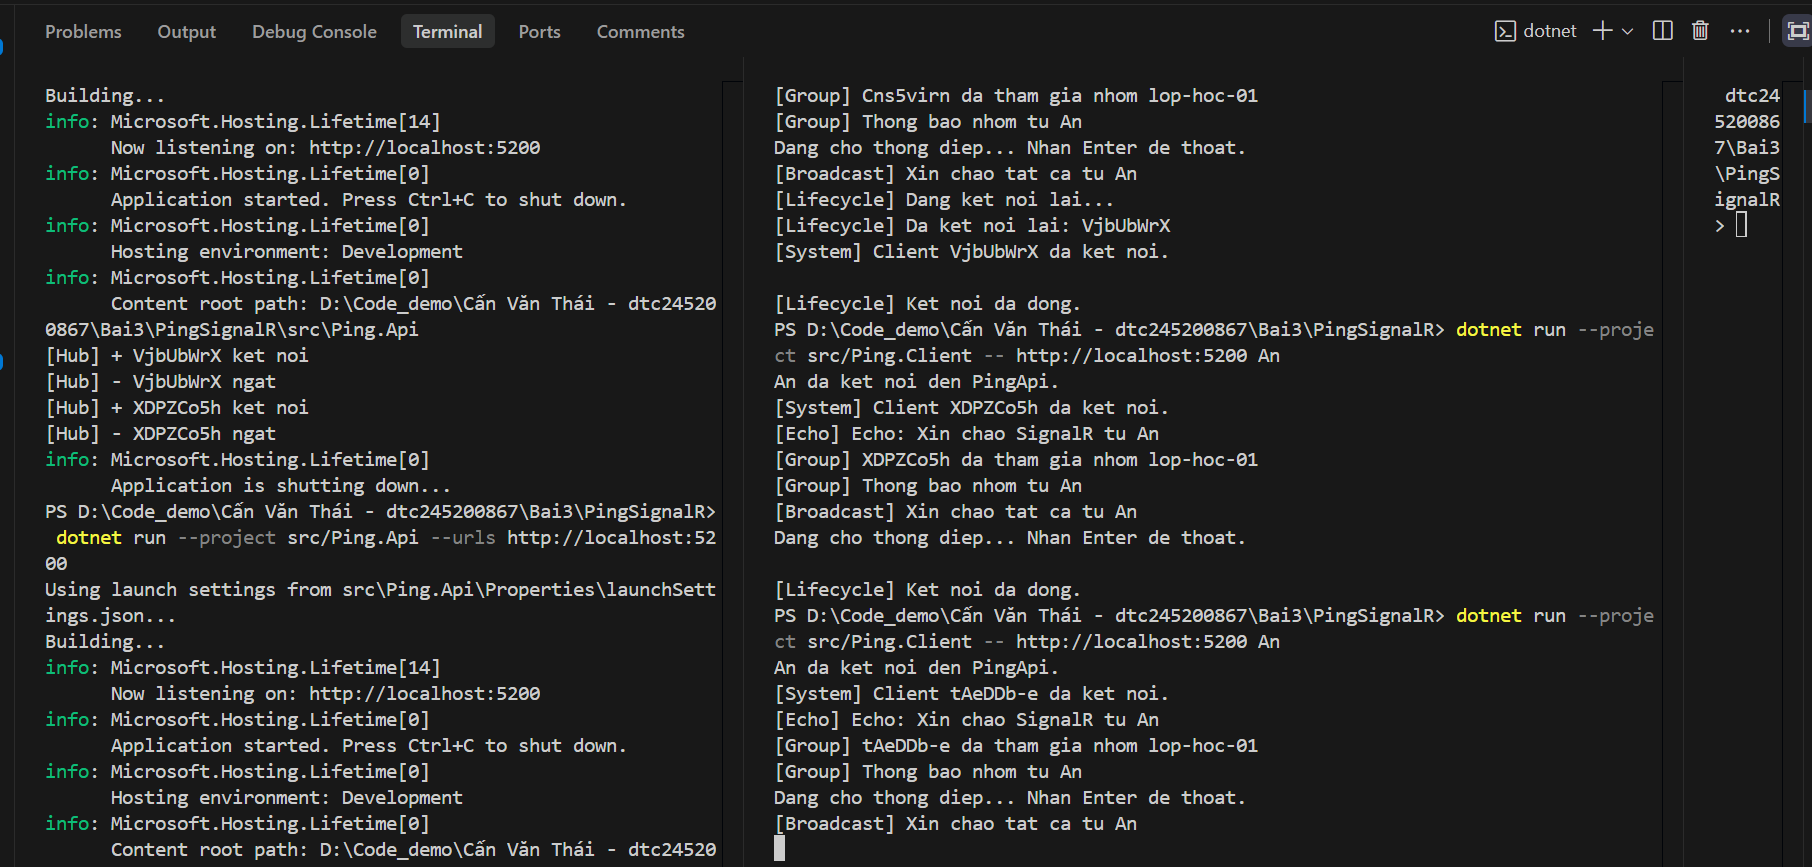 Problems Output Debug Console Terminal Ports Comments dotnet
Building...
info: Microsoft.Hosting.Lifetime[14]
Now listening on: http://localhost:5200
info: Microsoft.Hosting.Lifetime[0]
Application started. Press Ctrl+C to shut down.
info: Microsoft.Hosting.Lifetime[0]
Hosting environment: Development
info: Microsoft.Hosting.Lifetime[0]
Content root path: D:\Code_demo\Cấn Văn Thái - dtc24520
0867\Bai3\PingSignalR\src\Ping.Api
[Hub] + VjbUbWrX ket noi
[Hub] - VjbUbWrX ngat
[Hub] + XDPZCo5h ket noi
[Hub] - XDPZCo5h ngat
info: Microsoft.Hosting.Lifetime[0]
Application is shutting down...
PS D:\Code_demo\Cấn Văn Thái - dtc245200867\Bai3\PingSignalR>
dotnet run --project src/Ping.Api --urls http://localhost:52
00
Using launch settings from src\Ping.Api\Properties\launchSett
ings.json...
Building...
info: Microsoft.Hosting.Lifetime[14]
Now listening on: http://localhost:5200
info: Microsoft.Hosting.Lifetime[0]
Application started. Press Ctrl+C to shut down.
info: Microsoft.Hosting.Lifetime[0]
Hosting environment: Development
info: Microsoft.Hosting.Lifetime[0]
Content root path: D:\Code_demo\Cấn Văn Thái - dtc24520
[Group] Cns5virn da tham gia nhom lop-hoc-01
[Group] Thong bao nhom tu An
Dang cho thong diep... Nhan Enter de thoat.
[Broadcast] Xin chao tat ca tu An
[Lifecycle] Dang ket noi lai...
[Lifecycle] Da ket noi lai: VjbUbWrX
[System] Client VjbUbWrX da ket noi.
[Lifecycle] Ket noi da dong.
PS D:\Code_demo\Cấn Văn Thái - dtc245200867\Bai3\PingSignalR> dotnet run --proje
ct src/Ping.Client -- http://localhost:5200 An
An da ket noi den PingApi.
[System] Client XDPZCo5h da ket noi.
[Echo] Echo: Xin chao SignalR tu An
[Group] XDPZCo5h da tham gia nhom lop-hoc-01
[Group] Thong bao nhom tu An
[Broadcast] Xin chao tat ca tu An
Dang cho thong diep... Nhan Enter de thoat.
[Lifecycle] Ket noi da dong.
PS D:\Code_demo\Cấn Văn Thái - dtc245200867\Bai3\PingSignalR> dotnet run --proje
ct src/Ping.Client -- http://localhost:5200 An
An da ket noi den PingApi.
[System] Client tAeDDb-e da ket noi.
[Echo] Echo: Xin chao SignalR tu An
[Group] tAeDDb-e da tham gia nhom lop-hoc-01
[Group] Thong bao nhom tu An
Dang cho thong diep... Nhan Enter de thoat.
[Broadcast] Xin chao tat ca tu An
dtc24
520086
7\Bai3
\PingS
ignalR
>